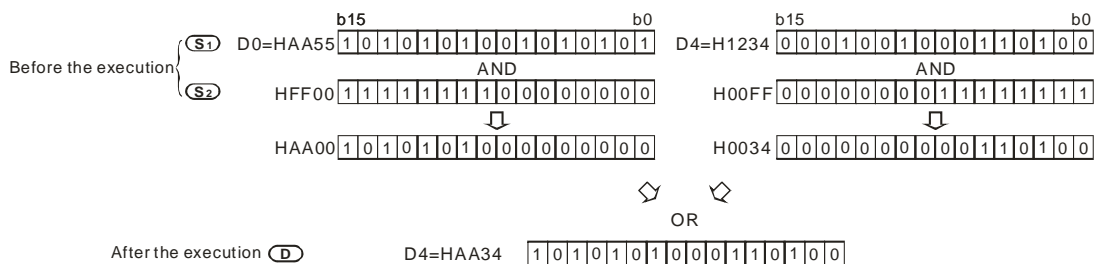 b15 b0 b15 b0
S1 D0=HAA55 1 0 1 0 1 0 1 0 0 1 0 1 0 1 0 1 D4=H1234 0 0 0 1 0 0 1 0 0 0 1 1 0 1 0 0
Before the execution AND AND
S2 HFF00 1 1 1 1 1 1 1 1 0 0 0 0 0 0 0 0 H00FF 0 0 0 0 0 0 0 0 1 1 1 1 1 1 1 1
HAA00 1 0 1 0 1 0 1 0 0 0 0 0 0 0 0 0 H0034 0 0 0 0 0 0 0 0 0 0 1 1 0 1 0 0
OR
After the execution D D4=HAA34 1 0 1 0 1 0 1 0 0 0 1 1 0 1 0 0